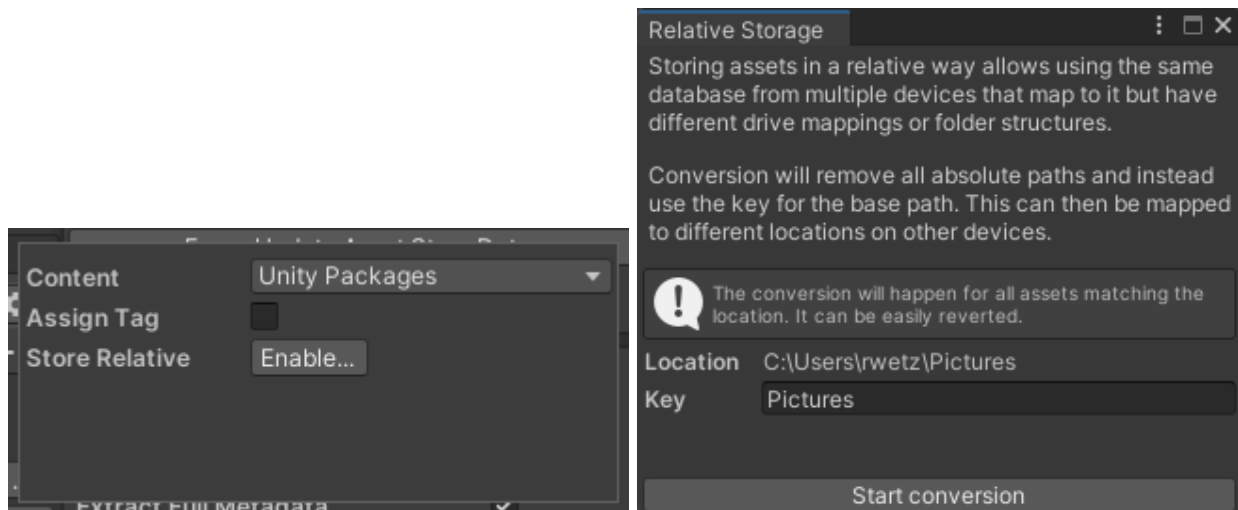 Content
Unity Packages
Assign Tag
Store Relative
Enable...
Extract Full Metadata
Relative Storage
Storing assets in a relative way allows using the same
database from multiple devices that map to it but have
different drive mappings or folder structures.
Conversion will remove all absolute paths and instead
use the key for the base path. This can then be mapped
to different locations on other devices.
The conversion will happen for all assets matching the
location. It can be easily reverted.
Location C:\Users\rwetz\Pictures
Key Pictures
Start conversion